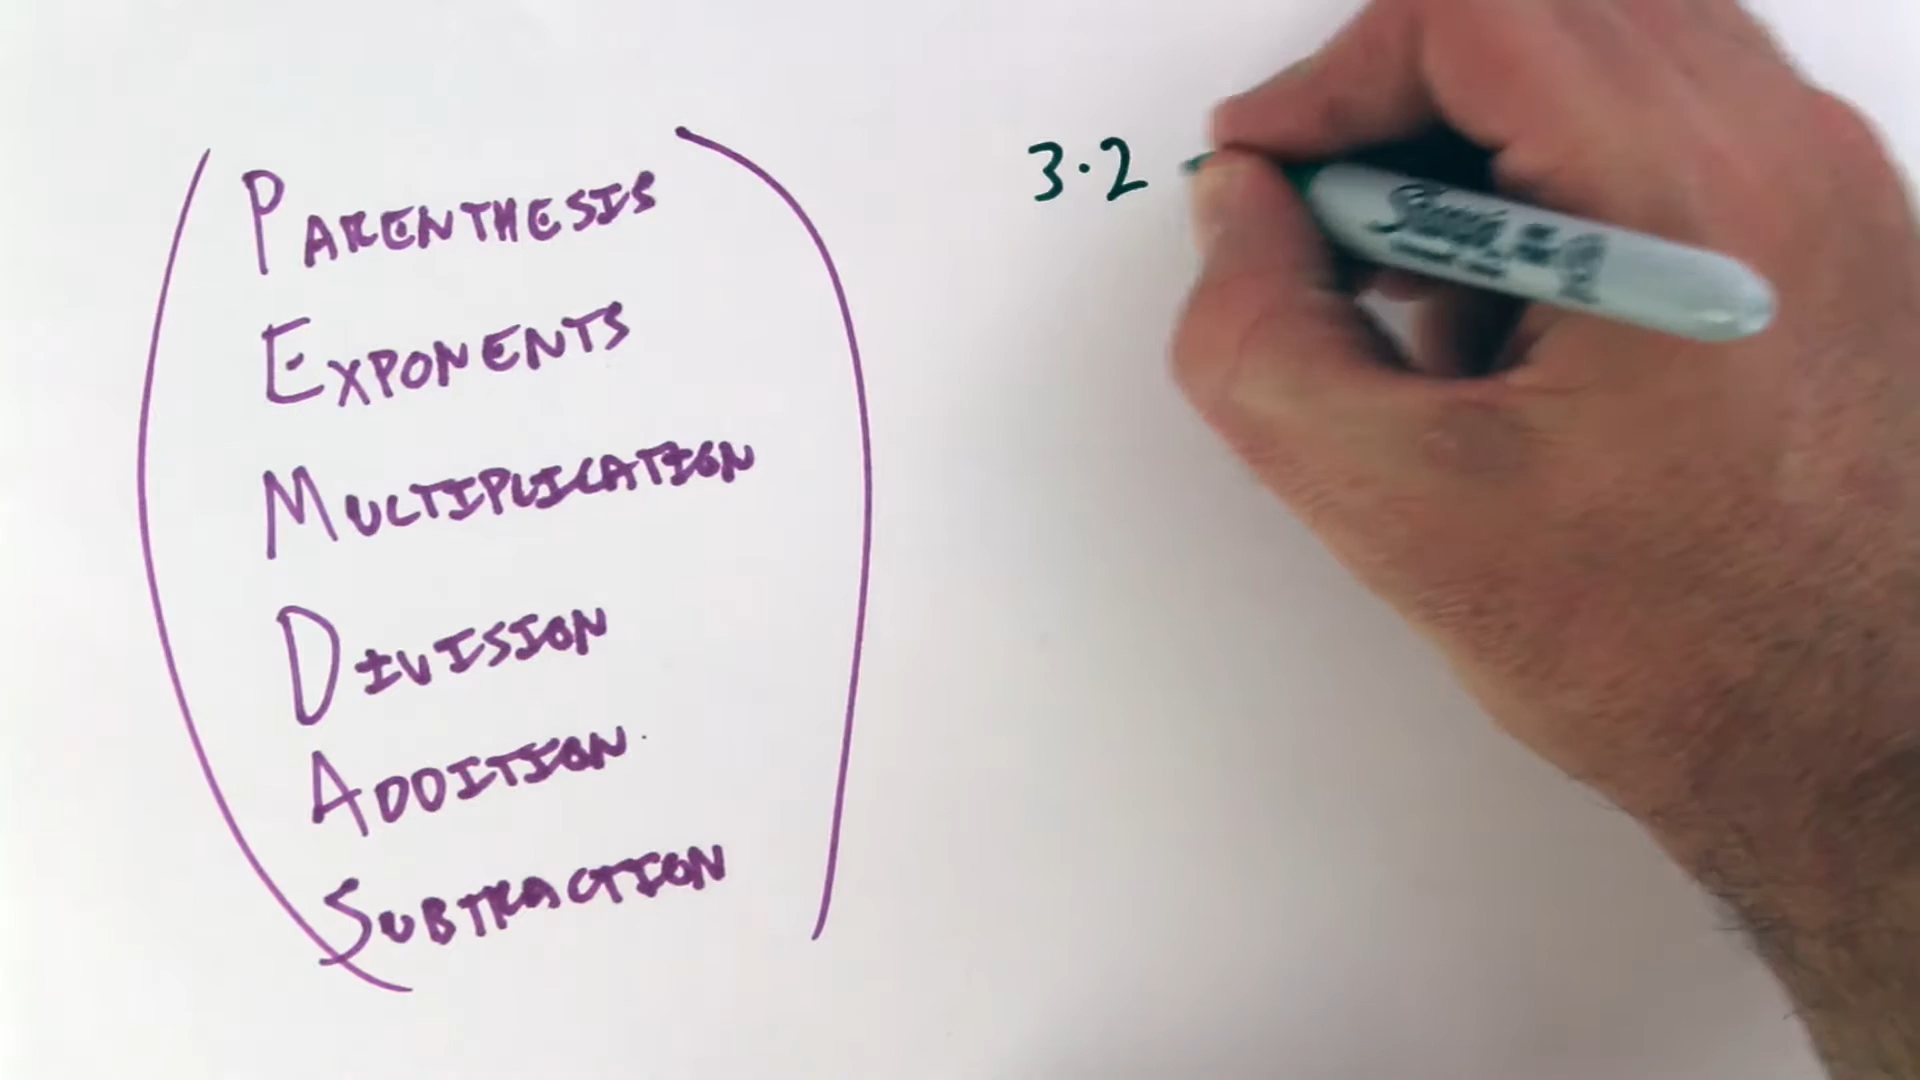 PARENTHESIS
EXPONENTS
MULTIPLICATION
DIVISION
ADDITION
SUBTRACTION
3·2